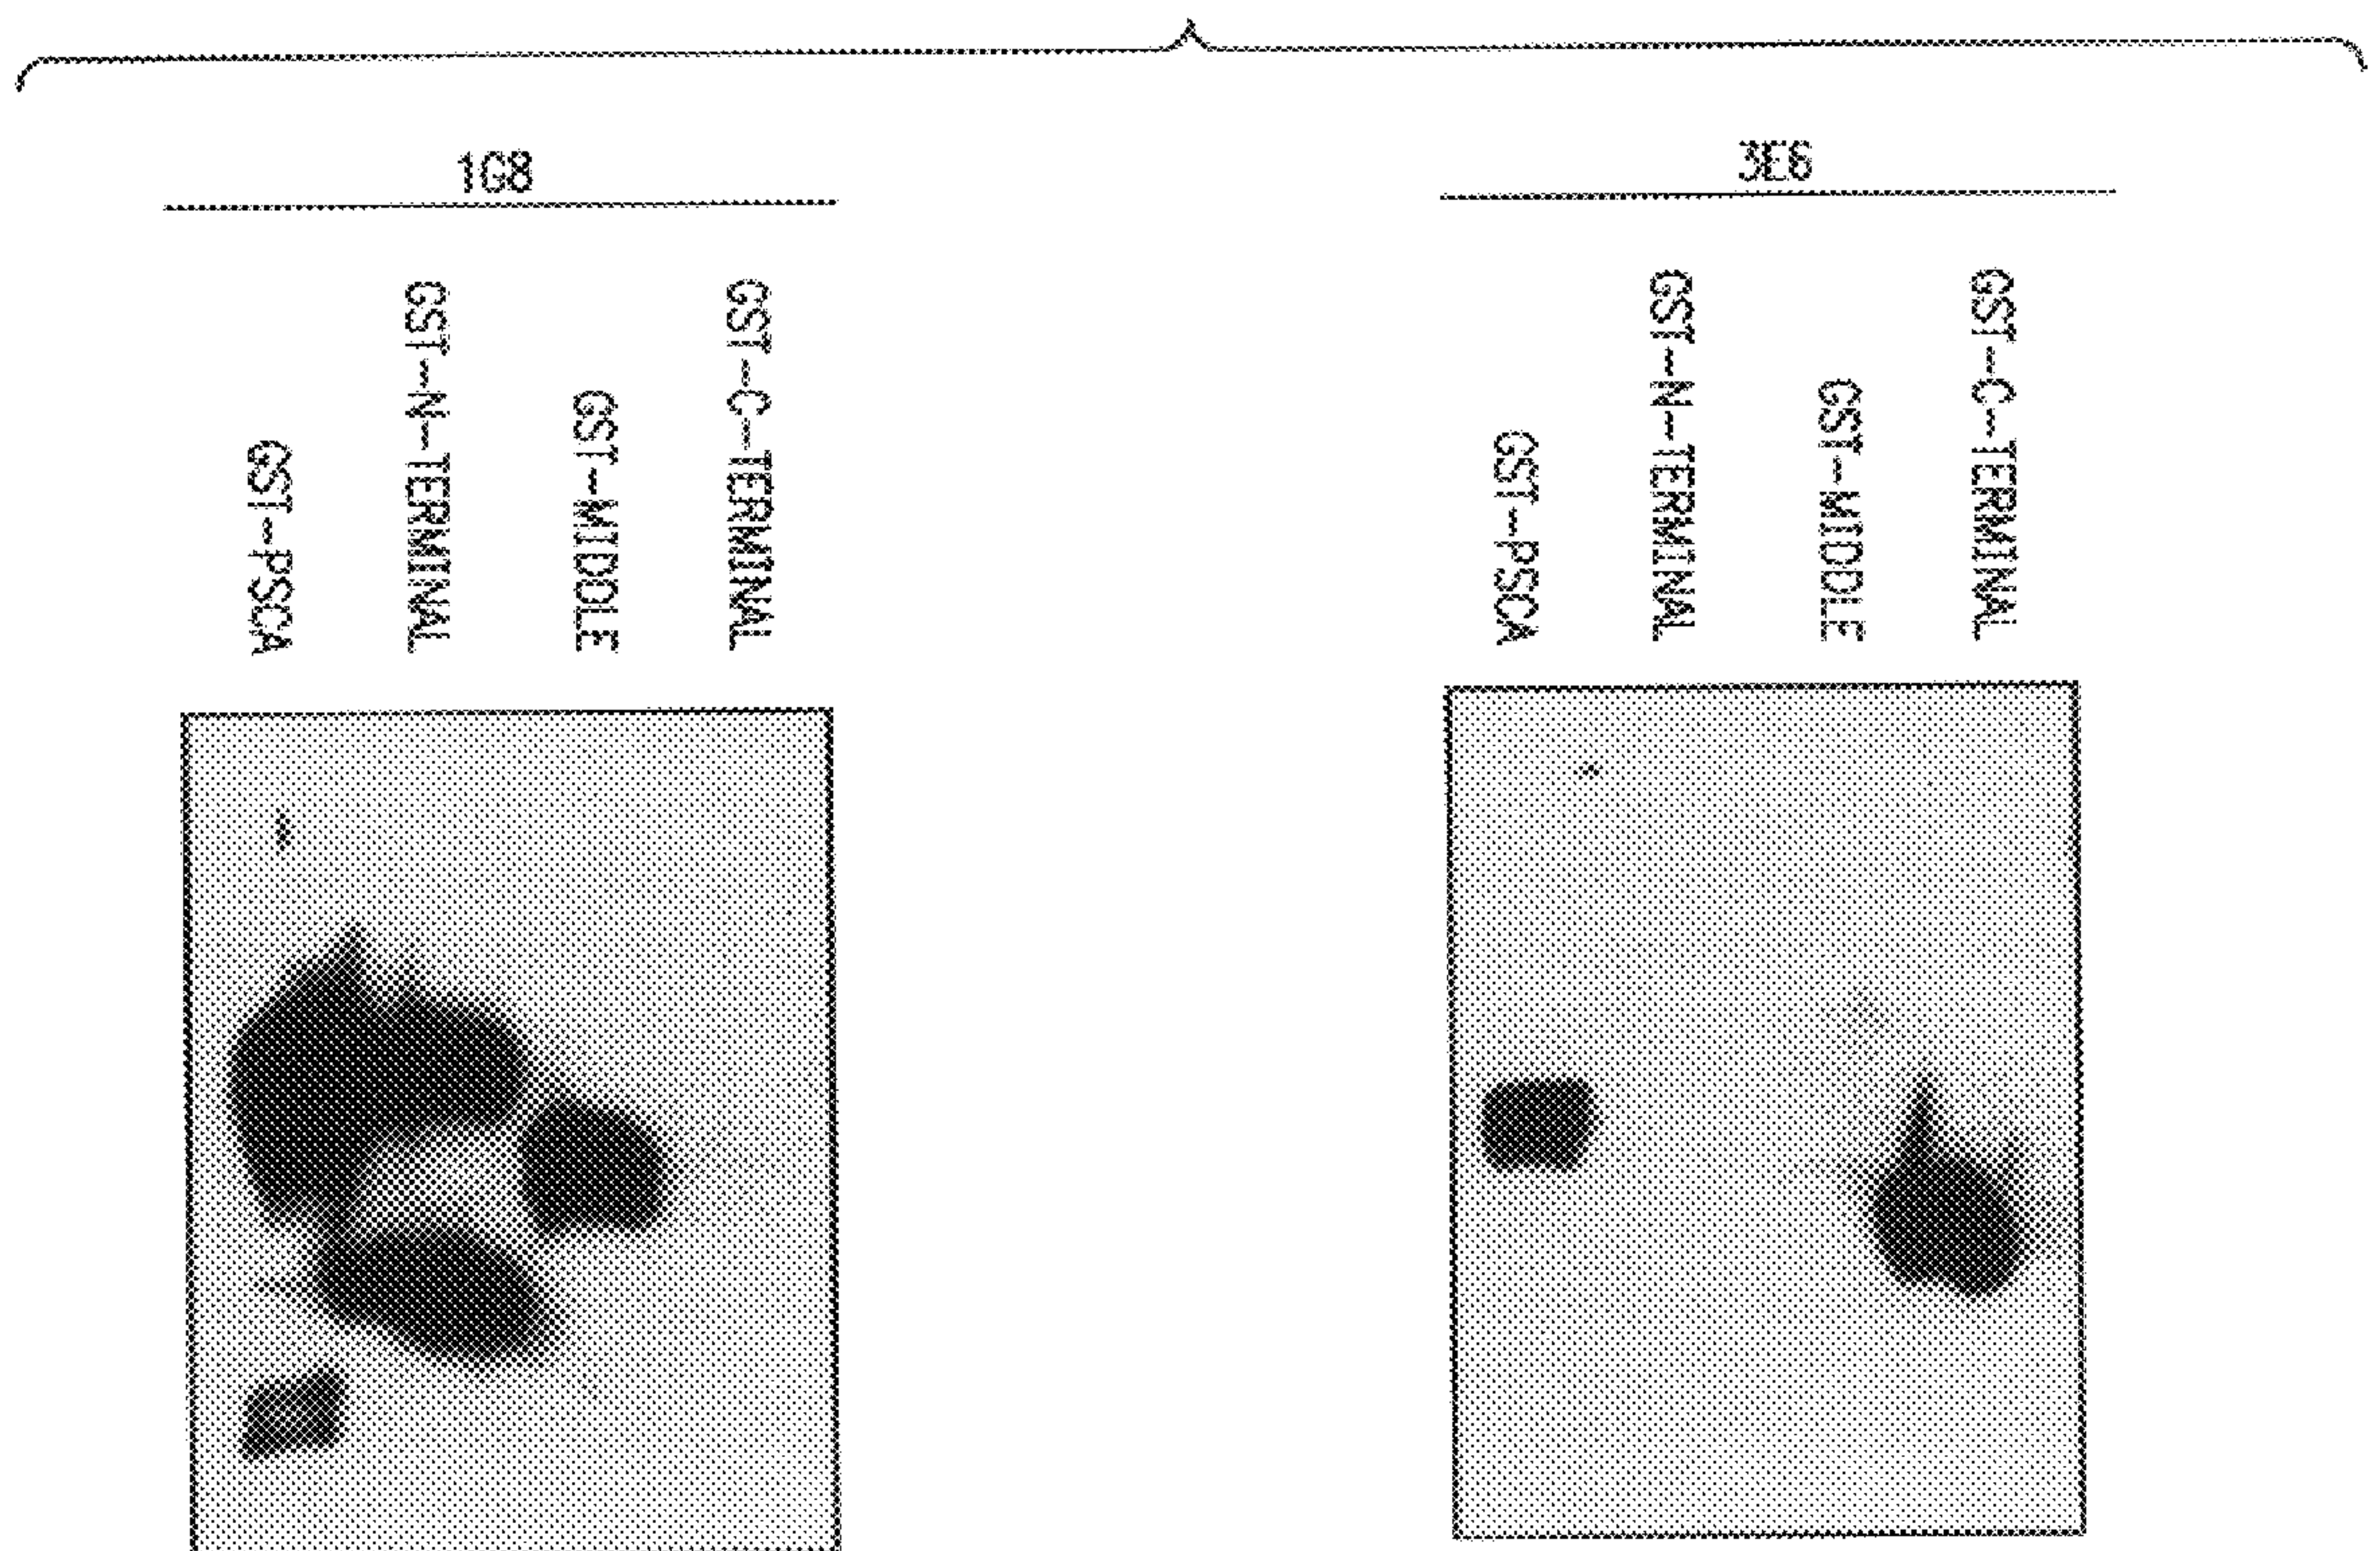 1G8
GST-PSCA
GST-N-TERMINAL
GST-MIDDLE
GST-C-TERMINAL
3E6
GST-PSCA
GST-N-TERMINAL
GST-MIDDLE
GST-C-TERMINAL